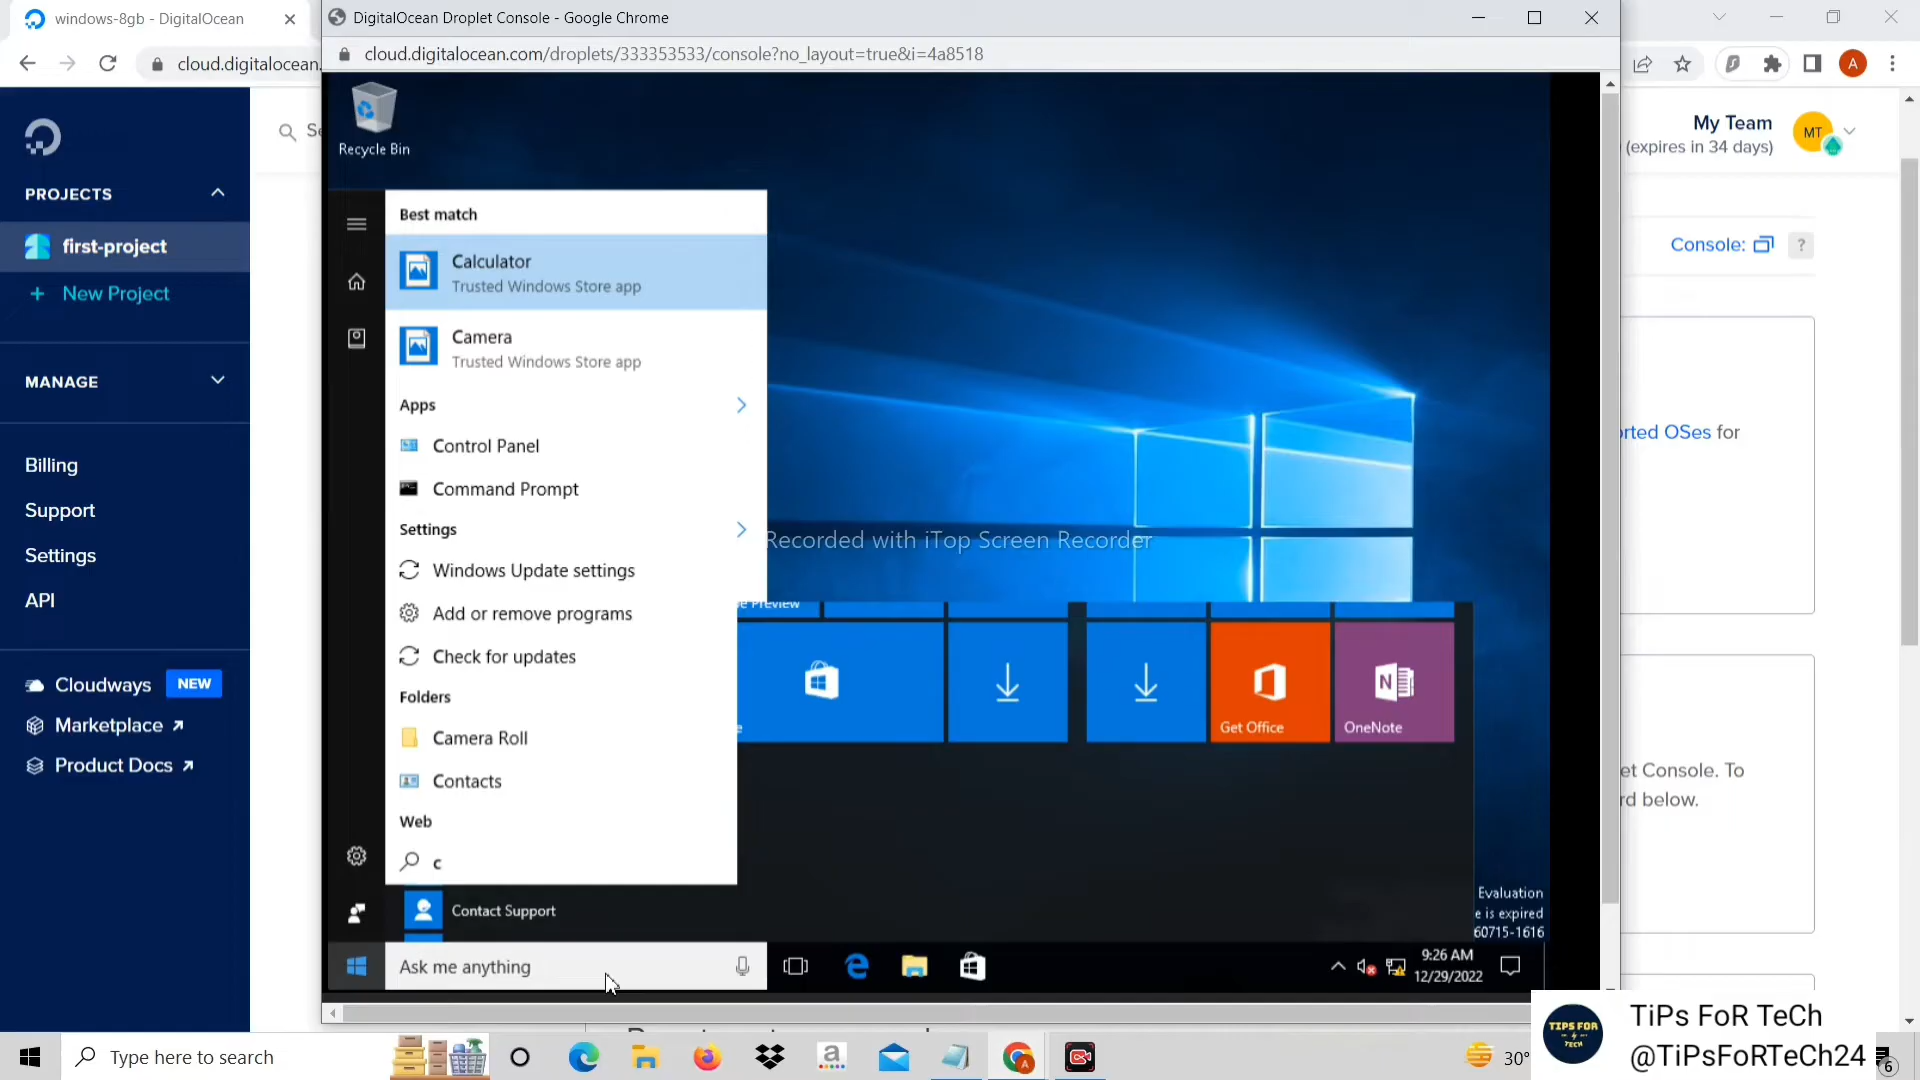 windows-8gb - DigitalOcean
DigitalOcean Droplet Console - Google Chrome
cloud.digitalocean.
cloud.digitalocean.com/droplets/333353533/console?no_layout=true&i=4a8518
A
PROJECTS
first-project
+ New Project
MANAGE
Billing
Support
Settings
API
Cloudways NEW
Marketplace
Product Docs
Recycle Bin
Best match
Calculator
Trusted Windows Store app
Camera
Trusted Windows Store app
Apps
Control Panel
Command Prompt
Settings
Windows Update settings
Add or remove programs
Check for updates
Folders
Camera Roll
Contacts
Web
c
Contact Support
Ask me anything
Recorded with iTop Screen Recorder
Preview
Get Office
OneNote
Evaluation
e is expired
60715-1616
9:26 AM
12/29/2022
My Team
MT
(expires in 34 days)
Console:
?
rted OSes for
et Console. To
rd below.
Type here to search
30°
TIPS FOR
TECH
TiPs FoR TeCh
@TiPsFoRTeCh24
6